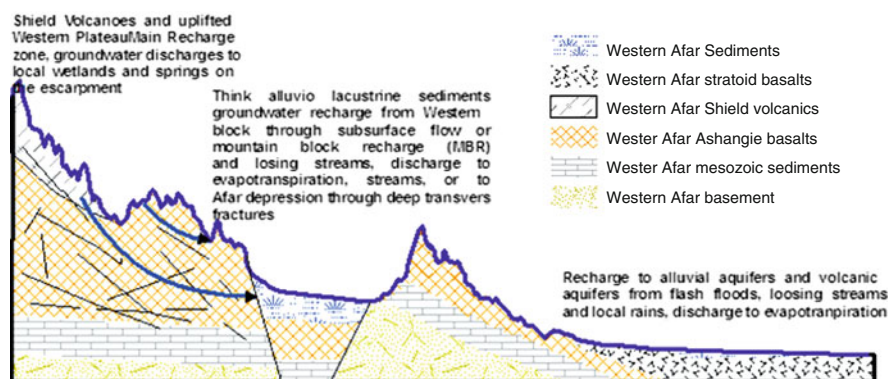 Shield Volcanoes and uplifted
Western PlateauMain Recharge
zone, groundwater discharges to
local wetlands and springs on
the escarpment
Think alluvio lacustrine sediments
groundwater recharge from Western
block through subsurface flow or
mountain block recharge (MBR)
and losing streams, discharge to
evapotranspiration, streams, or to
Afar depression through deep transvers
fractures
Western Afar Sediments
Western Afar stratoid basalts
Western Afar Shield volcanics
Wester Afar Ashangie basalts
Wester Afar mesozoic sediments
Western Afar basement
Recharge to alluvial aquifers and volcanic
aquifers from flash floods, loosing streams
and local rains, discharge to evapotranpiration